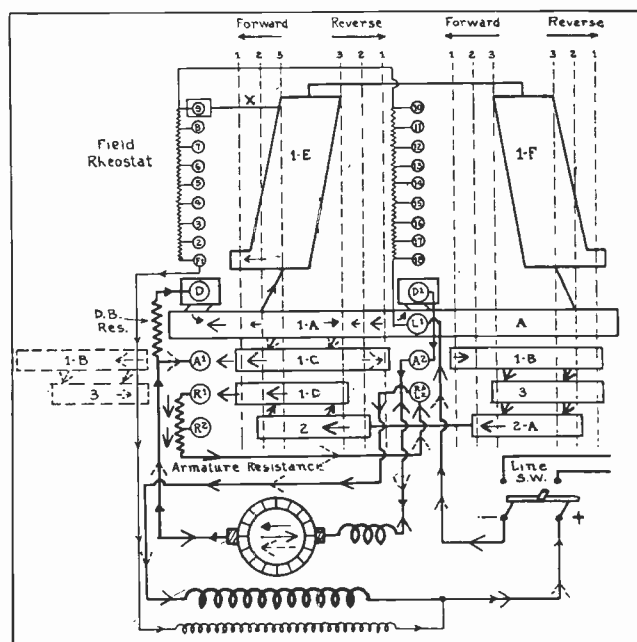 Forward Reverse Forward Reverse
1 2 3 3 2 1 1 2 3 3 2 1
X
9 10
8 11
Field
Rheostat
7 12
1-E 1-F
6 13
5 14
4 15
3 16
2 17
F1 18
D D²
D.B.
Res.
1-A L¹ A
1-B A¹ 1-C A² 1-B
3 R¹ 1-D 3
R² 2 2-A
Armature Resistance
Line
S.W.
- +